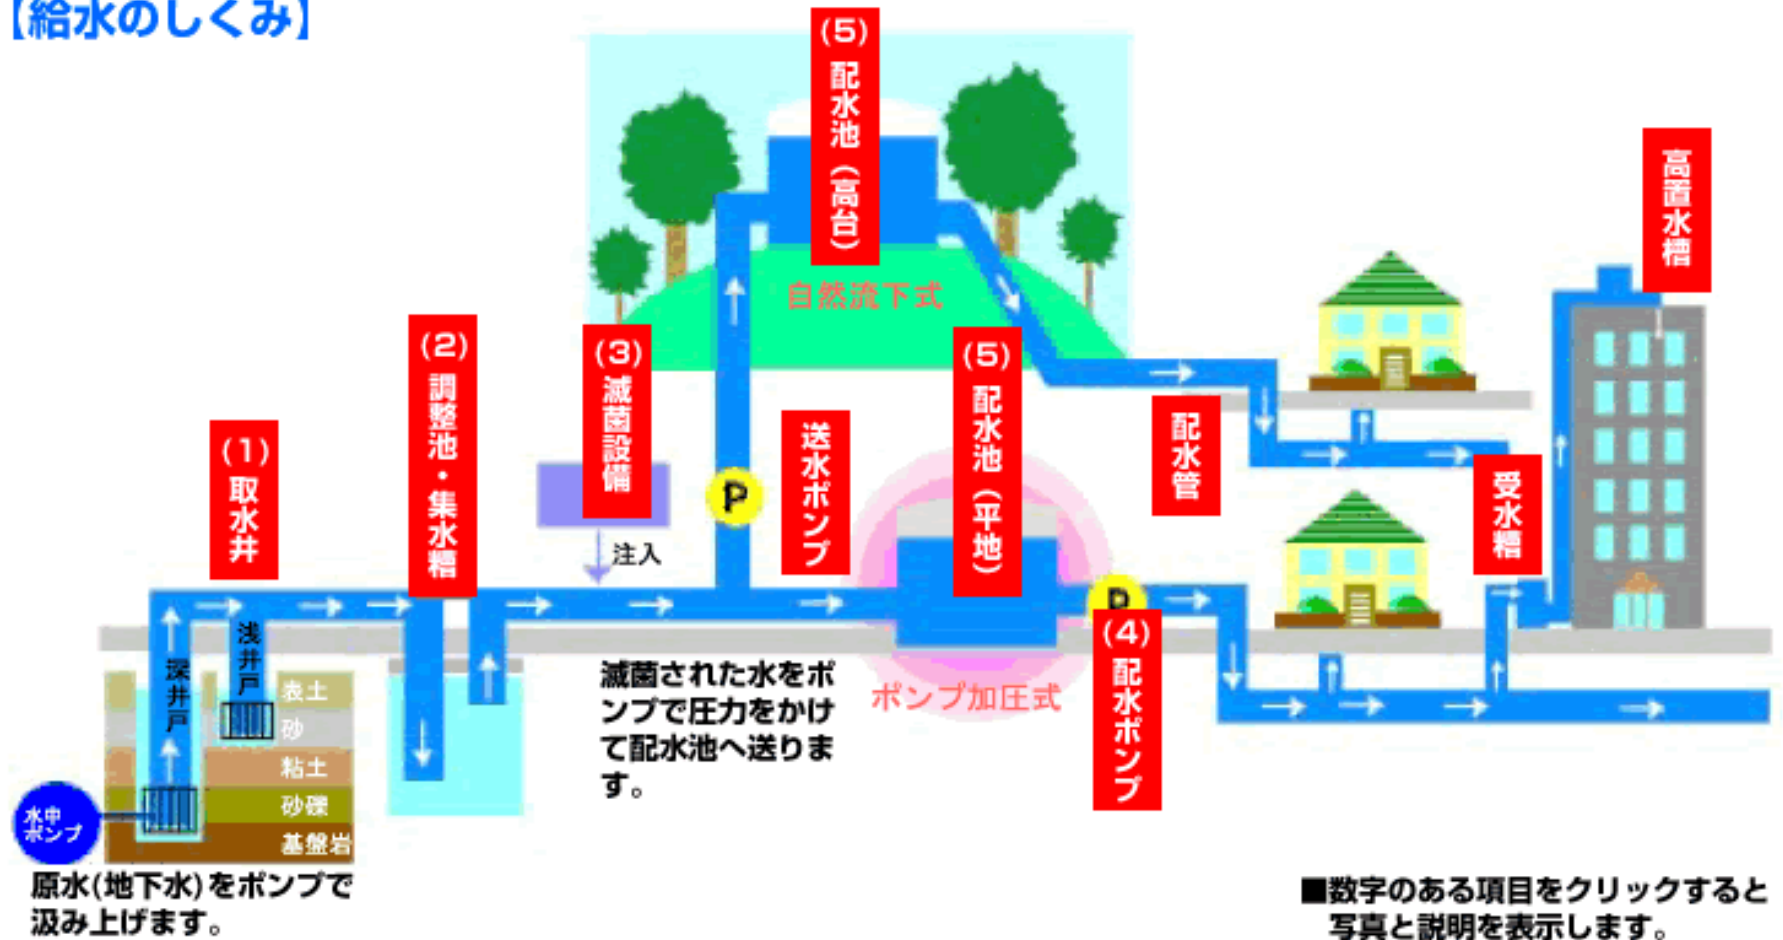 【給水のしくみ】
(5)配水池（高台）
高置水槽
自然流下式
(2)調整池・集水糟
(3)滅菌設備
(5)配水池（平地）
(1)取水井
送水ポンプ
配水管
受水糟
P
注入
P
(4)配水ポンプ
浅井戸
深井戸
表土
砂
粘土
砂礫
基盤岩
水中
ポンプ
滅菌された水をポ
ンプで圧力をかけ
て配水池へ送りま
す。
ポンプ加圧式
原水(地下水)をポンプで
汲み上げます。
■数字のある項目をクリックすると
写真と説明を表示します。